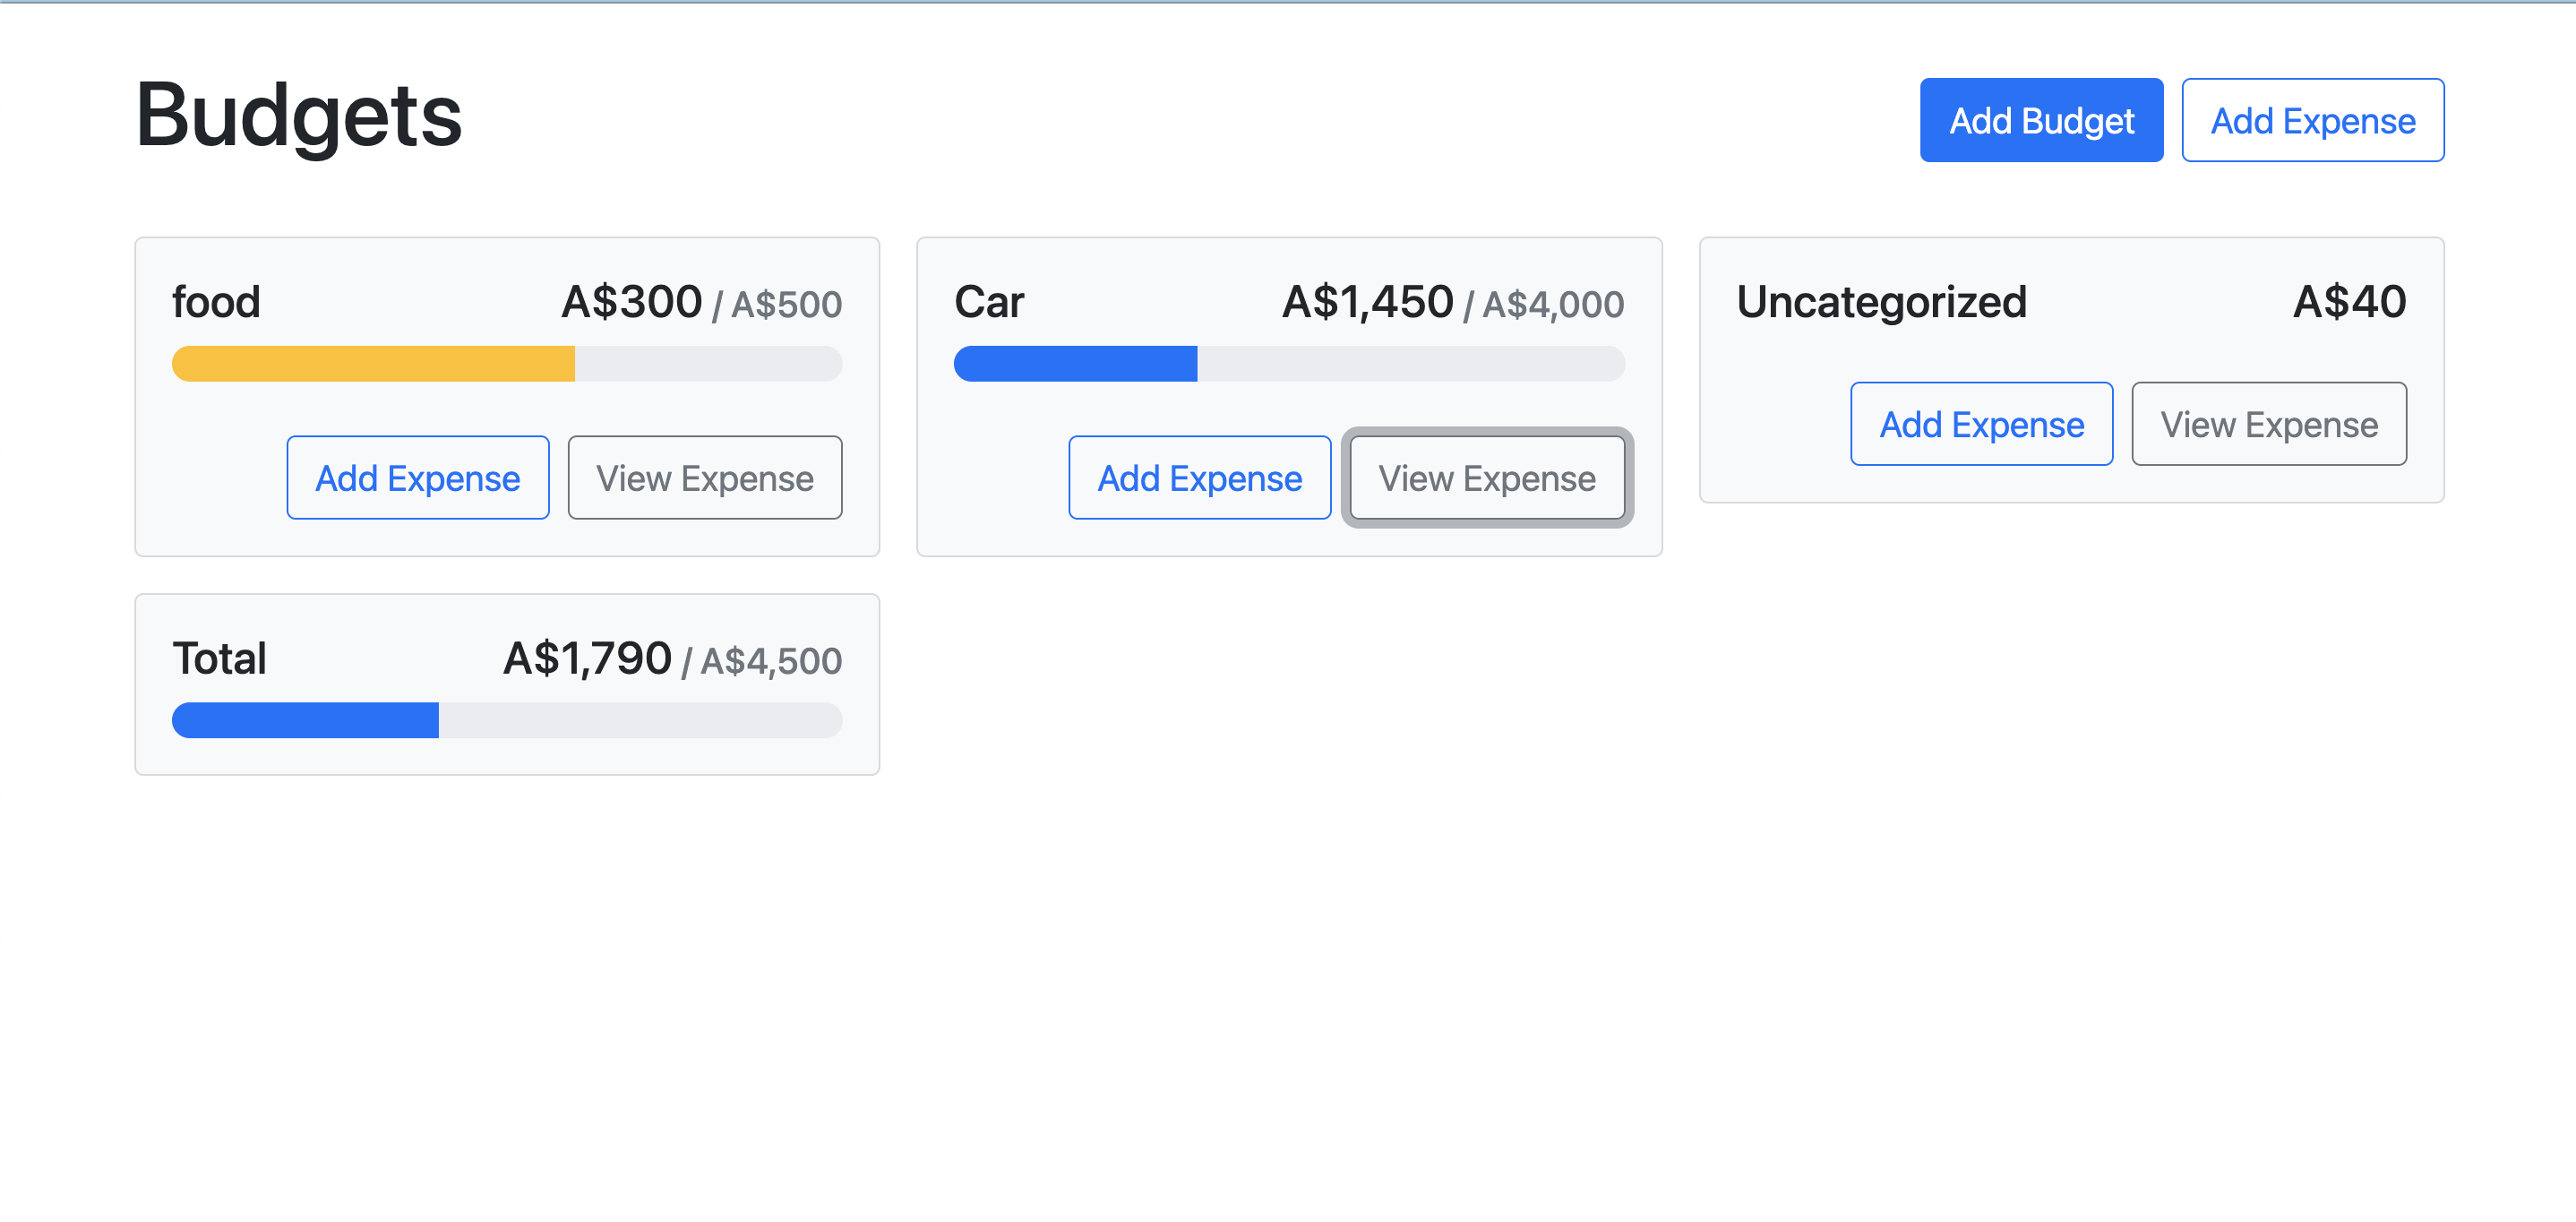 Budgets
Add Budget
Add Expense
food A$300 / A$500
Add Expense
View Expense
Car A$1,450 / A$4,000
Add Expense
View Expense
Uncategorized A$40
Add Expense
View Expense
Total A$1,790 / A$4,500